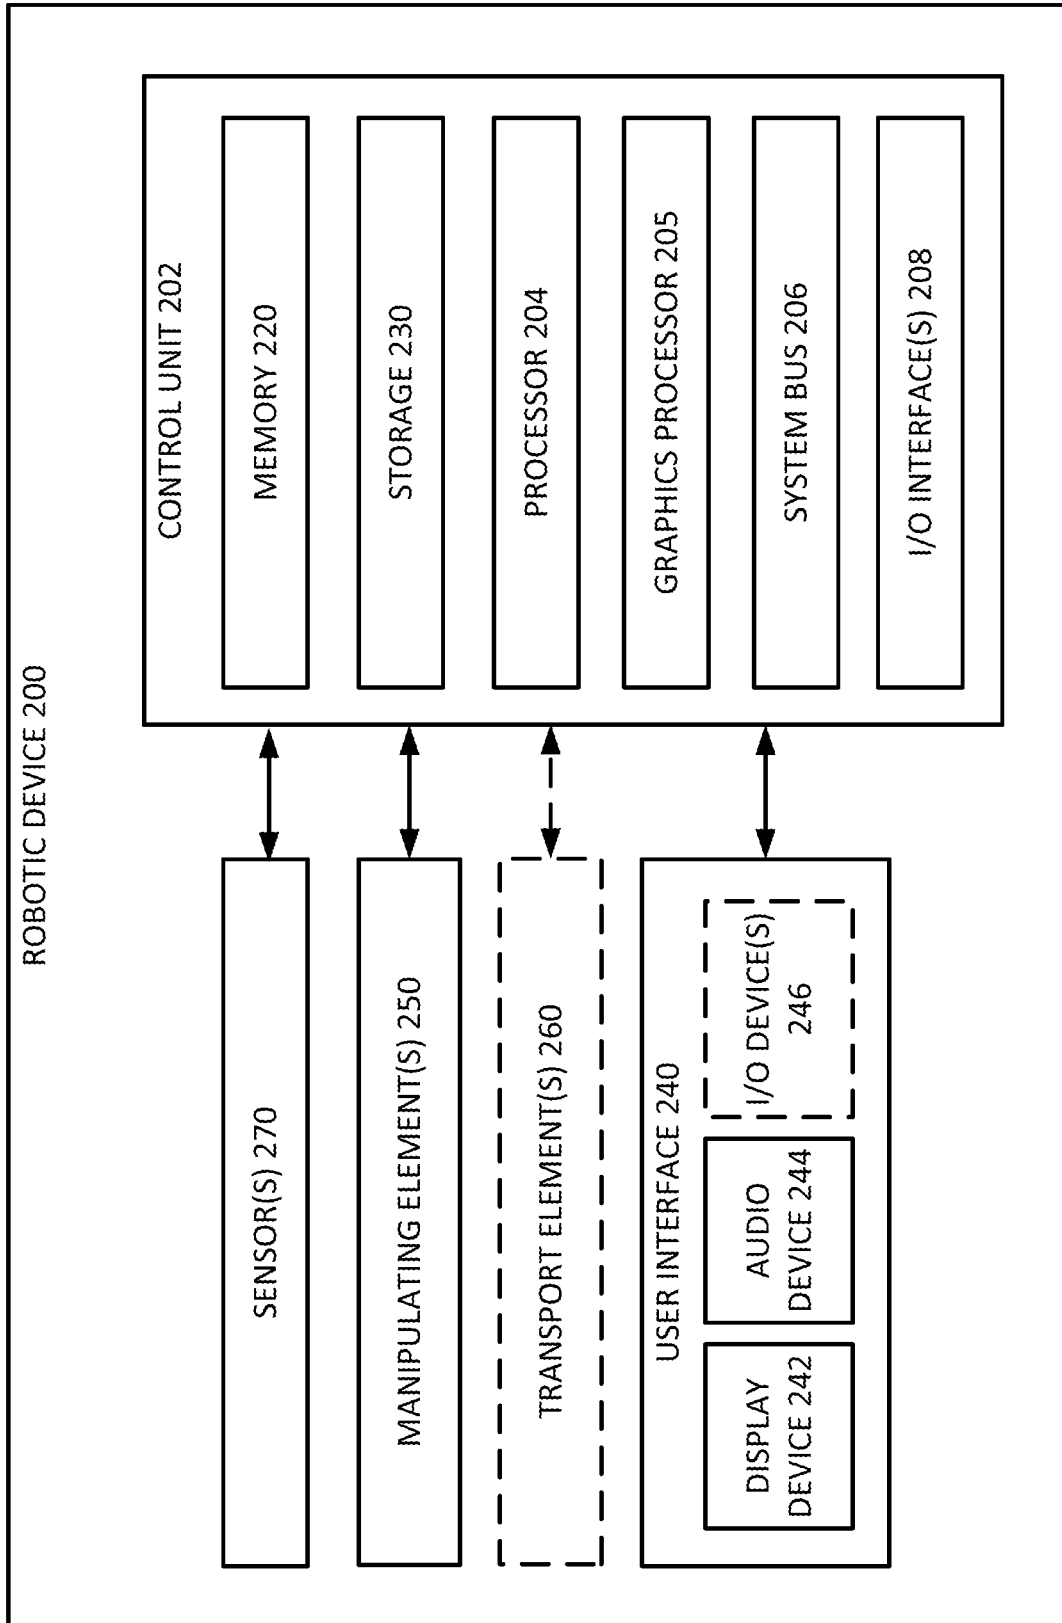 ROBOTIC DEVICE 200
SENSOR(S) 270
MANIPULATING ELEMENT(S) 250
TRANSPORT ELEMENT(S) 260
USER INTERFACE 240
DISPLAY
DEVICE 242
AUDIO
DEVICE 244
I/O DEVICE(S)
246
CONTROL UNIT 202
MEMORY 220
STORAGE 230
PROCESSOR 204
GRAPHICS PROCESSOR 205
SYSTEM BUS 206
I/O INTERFACE(S) 208